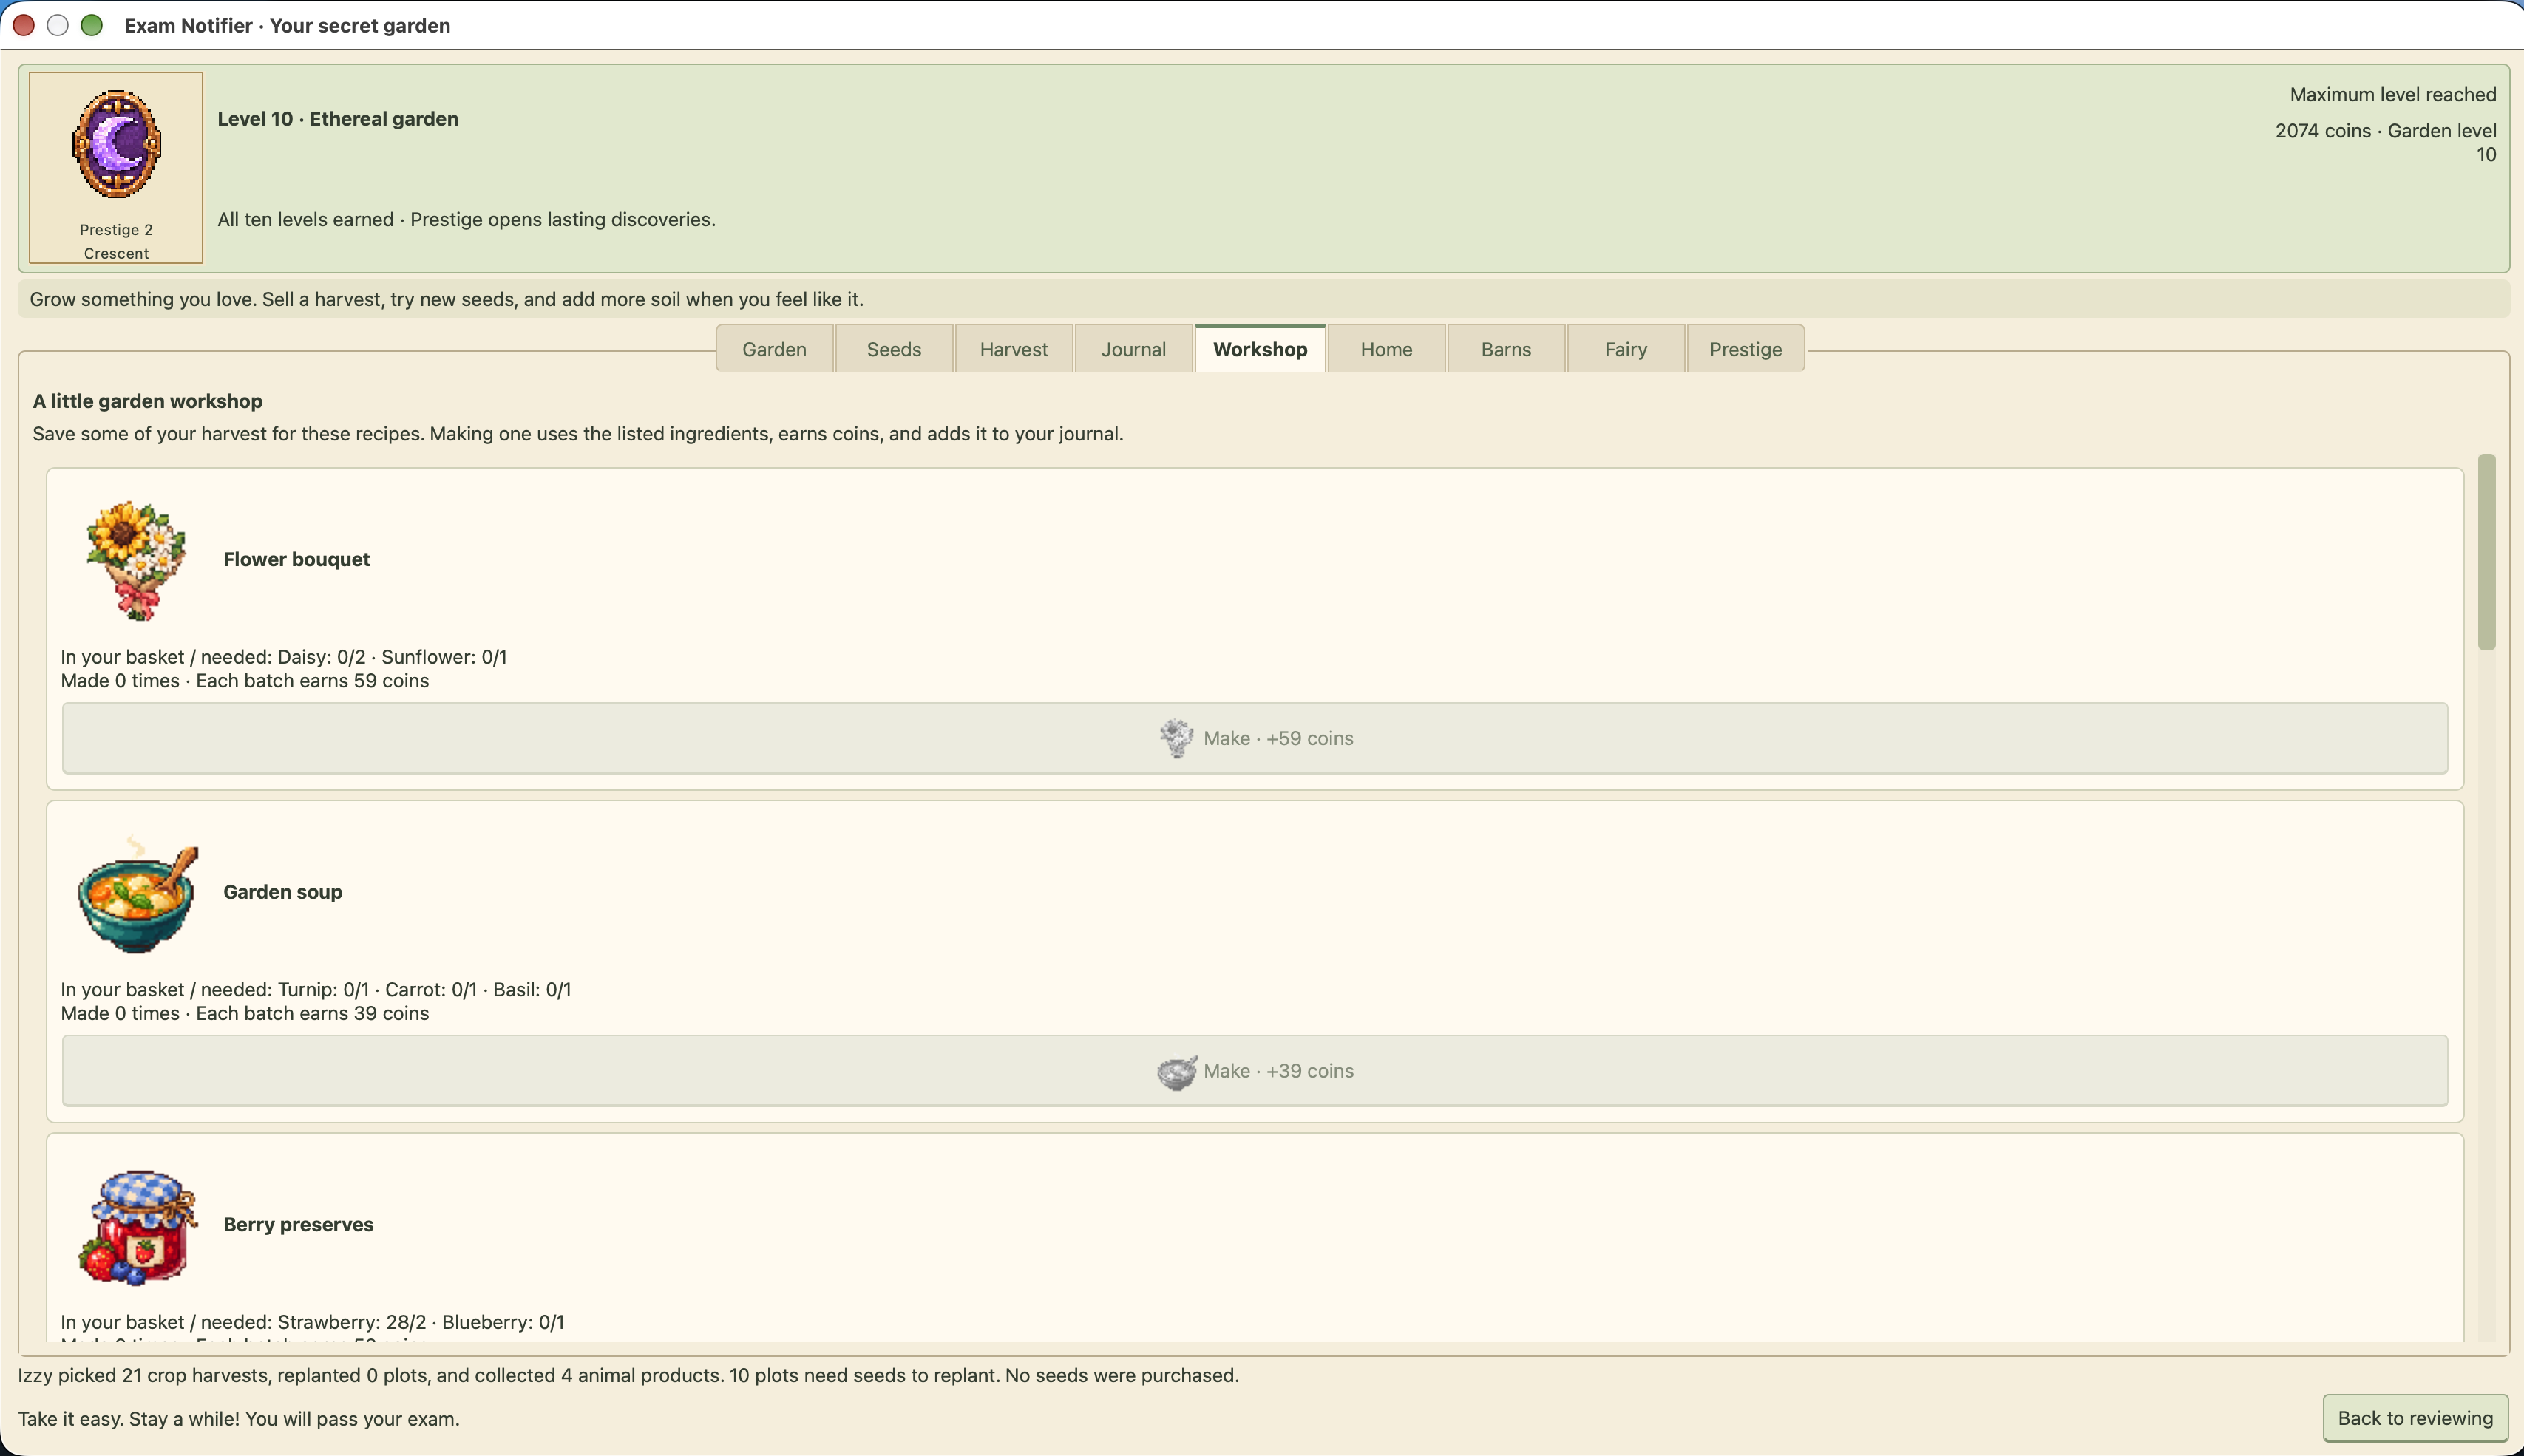 Exam Notifier · Your secret garden
Level 10 · Ethereal garden
Maximum level reached
2074 coins · Garden level
10
All ten levels earned · Prestige opens lasting discoveries.
Prestige 2
Crescent
Grow something you love. Sell a harvest, try new seeds, and add more soil when you feel like it.
Garden Seeds Harvest Journal Workshop Home Barns Fairy Prestige
A little garden workshop
Save some of your harvest for these recipes. Making one uses the listed ingredients, earns coins, and adds it to your journal.
Flower bouquet
In your basket / needed: Daisy: 0/2 · Sunflower: 0/1
Made 0 times · Each batch earns 59 coins
Make · +59 coins
Garden soup
In your basket / needed: Turnip: 0/1 · Carrot: 0/1 · Basil: 0/1
Made 0 times · Each batch earns 39 coins
Make · +39 coins
Berry preserves
In your basket / needed: Strawberry: 28/2 · Blueberry: 0/1
Izzy picked 21 crop harvests, replanted 0 plots, and collected 4 animal products. 10 plots need seeds to replant. No seeds were purchased.
Take it easy. Stay a while! You will pass your exam.
Back to reviewing